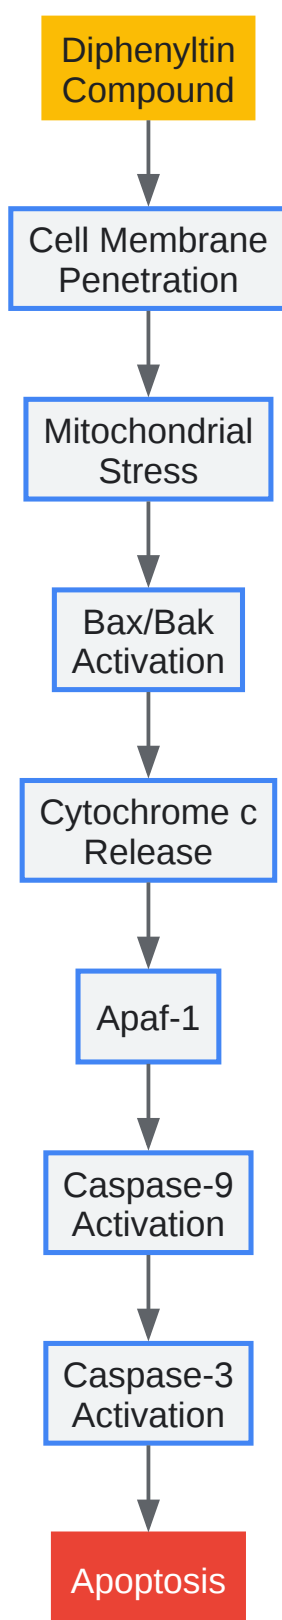 Diphenyltin
Compound
Cell Membrane
Penetration
Mitochondrial
Stress
Bax/Bak
Activation
Cytochrome c
Release
Apaf-1
Caspase-9
Activation
Caspase-3
Activation
Apoptosis